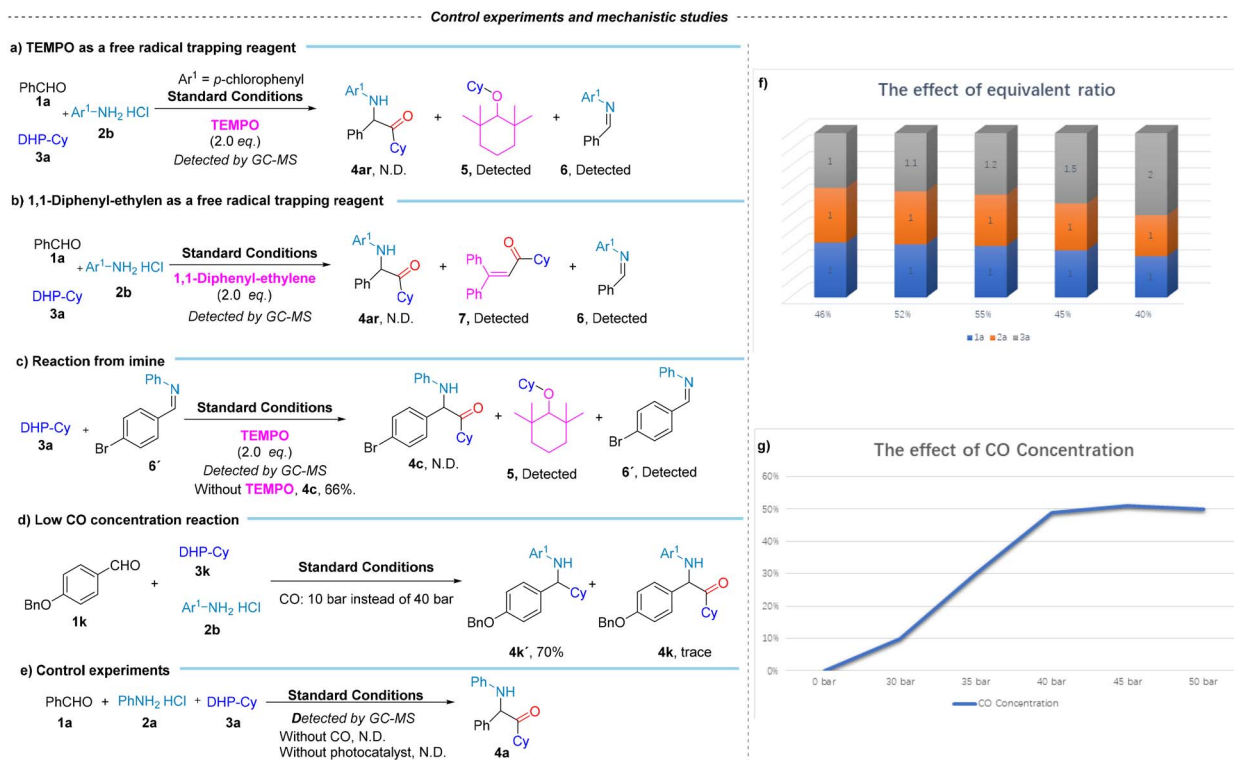 Control experiments and mechanistic studies
a) TEMPO as a free radical trapping reagent
PhCHO
1a
+ Ar1–NH2 HCl
2b
DHP-Cy
3a
Ar1 = p-chlorophenyl
Standard Conditions
TEMPO
(2.0 eq.)
Detected by GC-MS
Ar1 NH
O
Ph
Cy
4ar, N.D.
+
Cy
O
5, Detected
+
Ar1
N
Ph
6, Detected
b) 1,1-Diphenyl-ethylen as a free radical trapping reagent
PhCHO
1a
+ Ar1–NH2 HCl
2b
DHP-Cy
3a
Standard Conditions
1,1-Diphenyl-ethylene
(2.0 eq.)
Detected by GC-MS
Ar1 NH
O
Ph
Cy
4ar, N.D.
+
O
Ph
Cy
Ph
7, Detected
+
Ar1
N
Ph
6, Detected
c) Reaction from imine
DHP-Cy
3a
+
Ph
N
Br
6´
Standard Conditions
TEMPO
(2.0 eq.)
Detected by GC-MS
Without TEMPO, 4c, 66%.
Ph NH
O
Br
Cy
4c, N.D.
+
Cy
O
5, Detected
+
Ph
N
Br
6´, Detected
d) Low CO concentration reaction
CHO
BnO
1k
+
DHP-Cy
3k
Ar1–NH2 HCl
2b
Standard Conditions
CO: 10 bar instead of 40 bar
Ar1 NH
Cy
BnO
4k´, 70%
+
Ar1 NH
O
Cy
BnO
4k, trace
e) Control experiments
PhCHO + PhNH2 HCl + DHP-Cy
1a 2a 3a
Standard Conditions
Detected by GC-MS
Without CO, N.D.
Without photocatalyst, N.D.
Ph NH
O
Ph
Cy
4a
f)
The effect of equivalent ratio
1 1.1 1.2 1.5 2
1 1 1 1 1
1 1 1 1 1
46% 52% 55% 45% 40%
1a 2a 3a
g)
The effect of CO Concentration
60%
50%
40%
30%
20%
10%
0%
0 bar 30 bar 35 bar 40 bar 45 bar 50 bar
CO Concentration